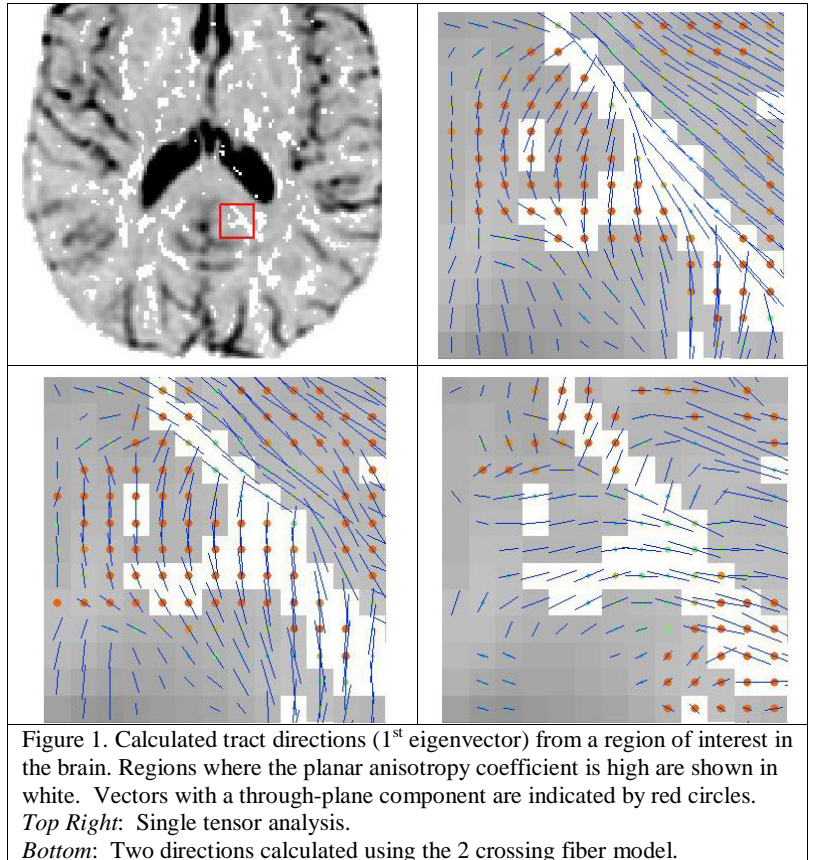 Figure 1. Calculated tract directions (1st eigenvector) from a region of interest in
the brain. Regions where the planar anisotropy coefficient is high are shown in
white. Vectors with a through-plane component are indicated by red circles.
Top Right: Single tensor analysis.
Bottom: Two directions calculated using the 2 crossing fiber model.